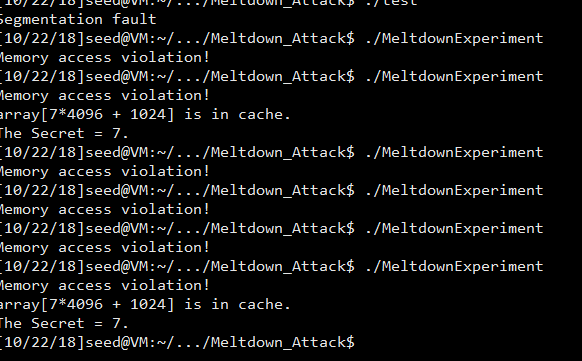 [10/22/18]seed@VM:~/.../Meltdown_Attack$ ./test
Segmentation fault
[10/22/18]seed@VM:~/.../Meltdown_Attack$ ./MeltdownExperiment
Memory access violation!
[10/22/18]seed@VM:~/.../Meltdown_Attack$ ./MeltdownExperiment
Memory access violation!
array[7*4096 + 1024] is in cache.
The Secret = 7.
[10/22/18]seed@VM:~/.../Meltdown_Attack$ ./MeltdownExperiment
Memory access violation!
[10/22/18]seed@VM:~/.../Meltdown_Attack$ ./MeltdownExperiment
Memory access violation!
[10/22/18]seed@VM:~/.../Meltdown_Attack$ ./MeltdownExperiment
Memory access violation!
[10/22/18]seed@VM:~/.../Meltdown_Attack$ ./MeltdownExperiment
Memory access violation!
array[7*4096 + 1024] is in cache.
The Secret = 7.
[10/22/18]seed@VM:~/.../Meltdown_Attack$